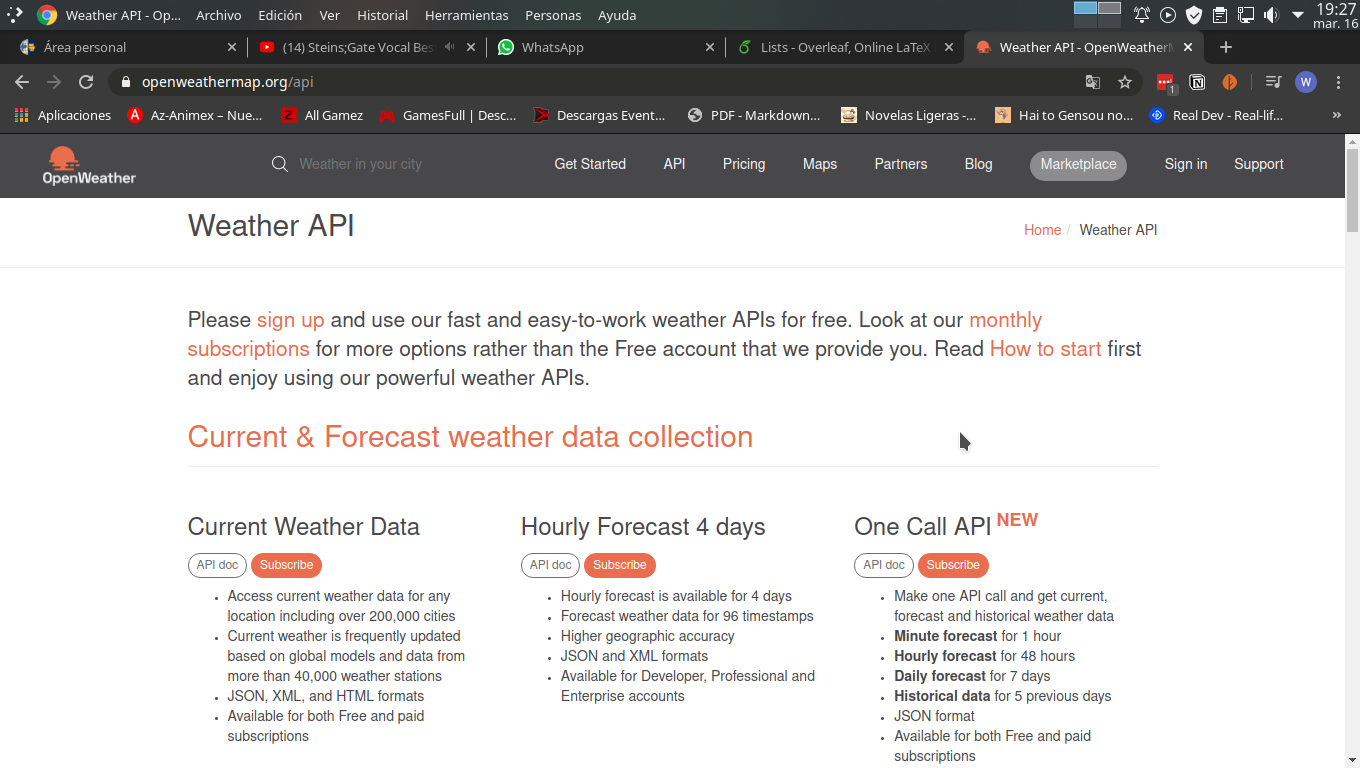 Weather API - Op... Archivo Edición Ver Historial Herramientas Personas Ayuda 19:27
mar. 16
Área personal (14) Steins;Gate Vocal Bes WhatsApp Lists - Overleaf, Online LaTeX Weather API - OpenWeatherM
openweathermap.org/api 1 W
Aplicaciones Az-Animex – Nue... All Gamez GamesFull | Desc... Descargas Event... PDF - Markdown... Novelas Ligeras -... Hai to Gensou no... Real Dev - Real-lif... »
OpenWeather Weather in your city Get Started API Pricing Maps Partners Blog Marketplace Sign in Support
Weather API Home / Weather API
Please sign up and use our fast and easy-to-work weather APIs for free. Look at our monthly
subscriptions for more options rather than the Free account that we provide you. Read How to start first
and enjoy using our powerful weather APIs.
Current & Forecast weather data collection
Current Weather Data
API doc Subscribe
• Access current weather data for any
location including over 200,000 cities
• Current weather is frequently updated
based on global models and data from
more than 40,000 weather stations
• JSON, XML, and HTML formats
• Available for both Free and paid
subscriptions
Hourly Forecast 4 days
API doc Subscribe
• Hourly forecast is available for 4 days
• Forecast weather data for 96 timestamps
• Higher geographic accuracy
• JSON and XML formats
• Available for Developer, Professional and
Enterprise accounts
One Call API NEW
API doc Subscribe
• Make one API call and get current,
forecast and historical weather data
• Minute forecast for 1 hour
• Hourly forecast for 48 hours
• Daily forecast for 7 days
• Historical data for 5 previous days
• JSON format
• Available for both Free and paid
subscriptions